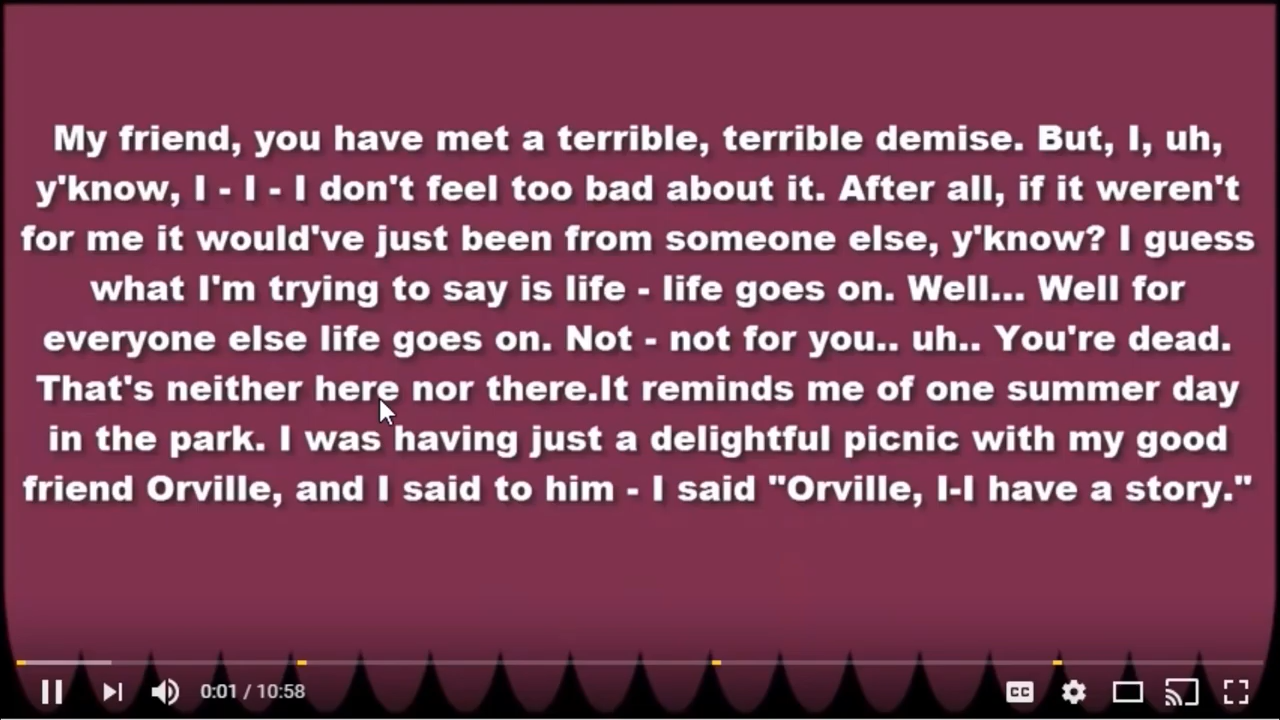 My friend, you have met a terrible, terrible demise. But, I, uh,
y'know, I - I - I don't feel too bad about it. After all, if it weren't
for me it would've just been from someone else, y'know? I guess
what I'm trying to say is life - life goes on. Well... Well for
everyone else life goes on. Not - not for you.. uh.. You're dead.
That's neither here nor there.It reminds me of one summer day
in the park. I was having just a delightful picnic with my good
friend Orville, and I said to him - I said "Orville, I-I have a story."
0:01 / 10:58
CC